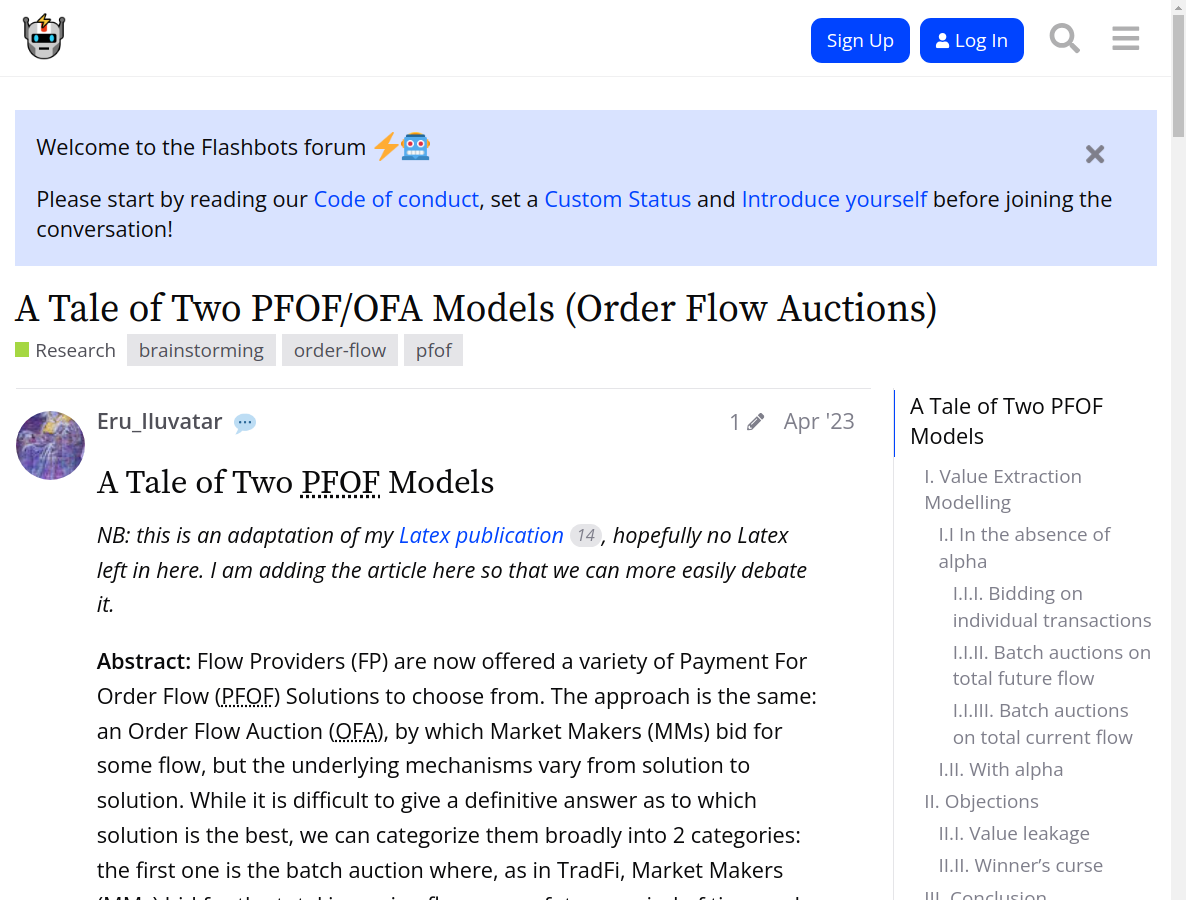 Sign Up
Log In
Welcome to the Flashbots forum
Please start by reading our Code of conduct, set a Custom Status and Introduce yourself before joining the
conversation!
A Tale of Two PFOF/OFA Models (Order Flow Auctions)
Research brainstorming order-flow pfof
Eru_Iluvatar 1 Apr '23
A Tale of Two PFOF Models
NB: this is an adaptation of my Latex publication 14, hopefully no Latex
left in here. I am adding the article here so that we can more easily debate
it.
Abstract: Flow Providers (FP) are now offered a variety of Payment For
Order Flow (PFOF) Solutions to choose from. The approach is the same:
an Order Flow Auction (OFA), by which Market Makers (MMs) bid for
some flow, but the underlying mechanisms vary from solution to
solution. While it is difficult to give a definitive answer as to which
solution is the best, we can categorize them broadly into 2 categories:
the first one is the batch auction where, as in TradFi, Market Makers
A Tale of Two PFOF
Models
I. Value Extraction
Modelling
I.I In the absence of
alpha
I.I.I. Bidding on
individual transactions
I.I.II. Batch auctions on
total future flow
I.I.III. Batch auctions
on total current flow
I.II. With alpha
II. Objections
II.I. Value leakage
II.II. Winner's curse
III. Conclusion